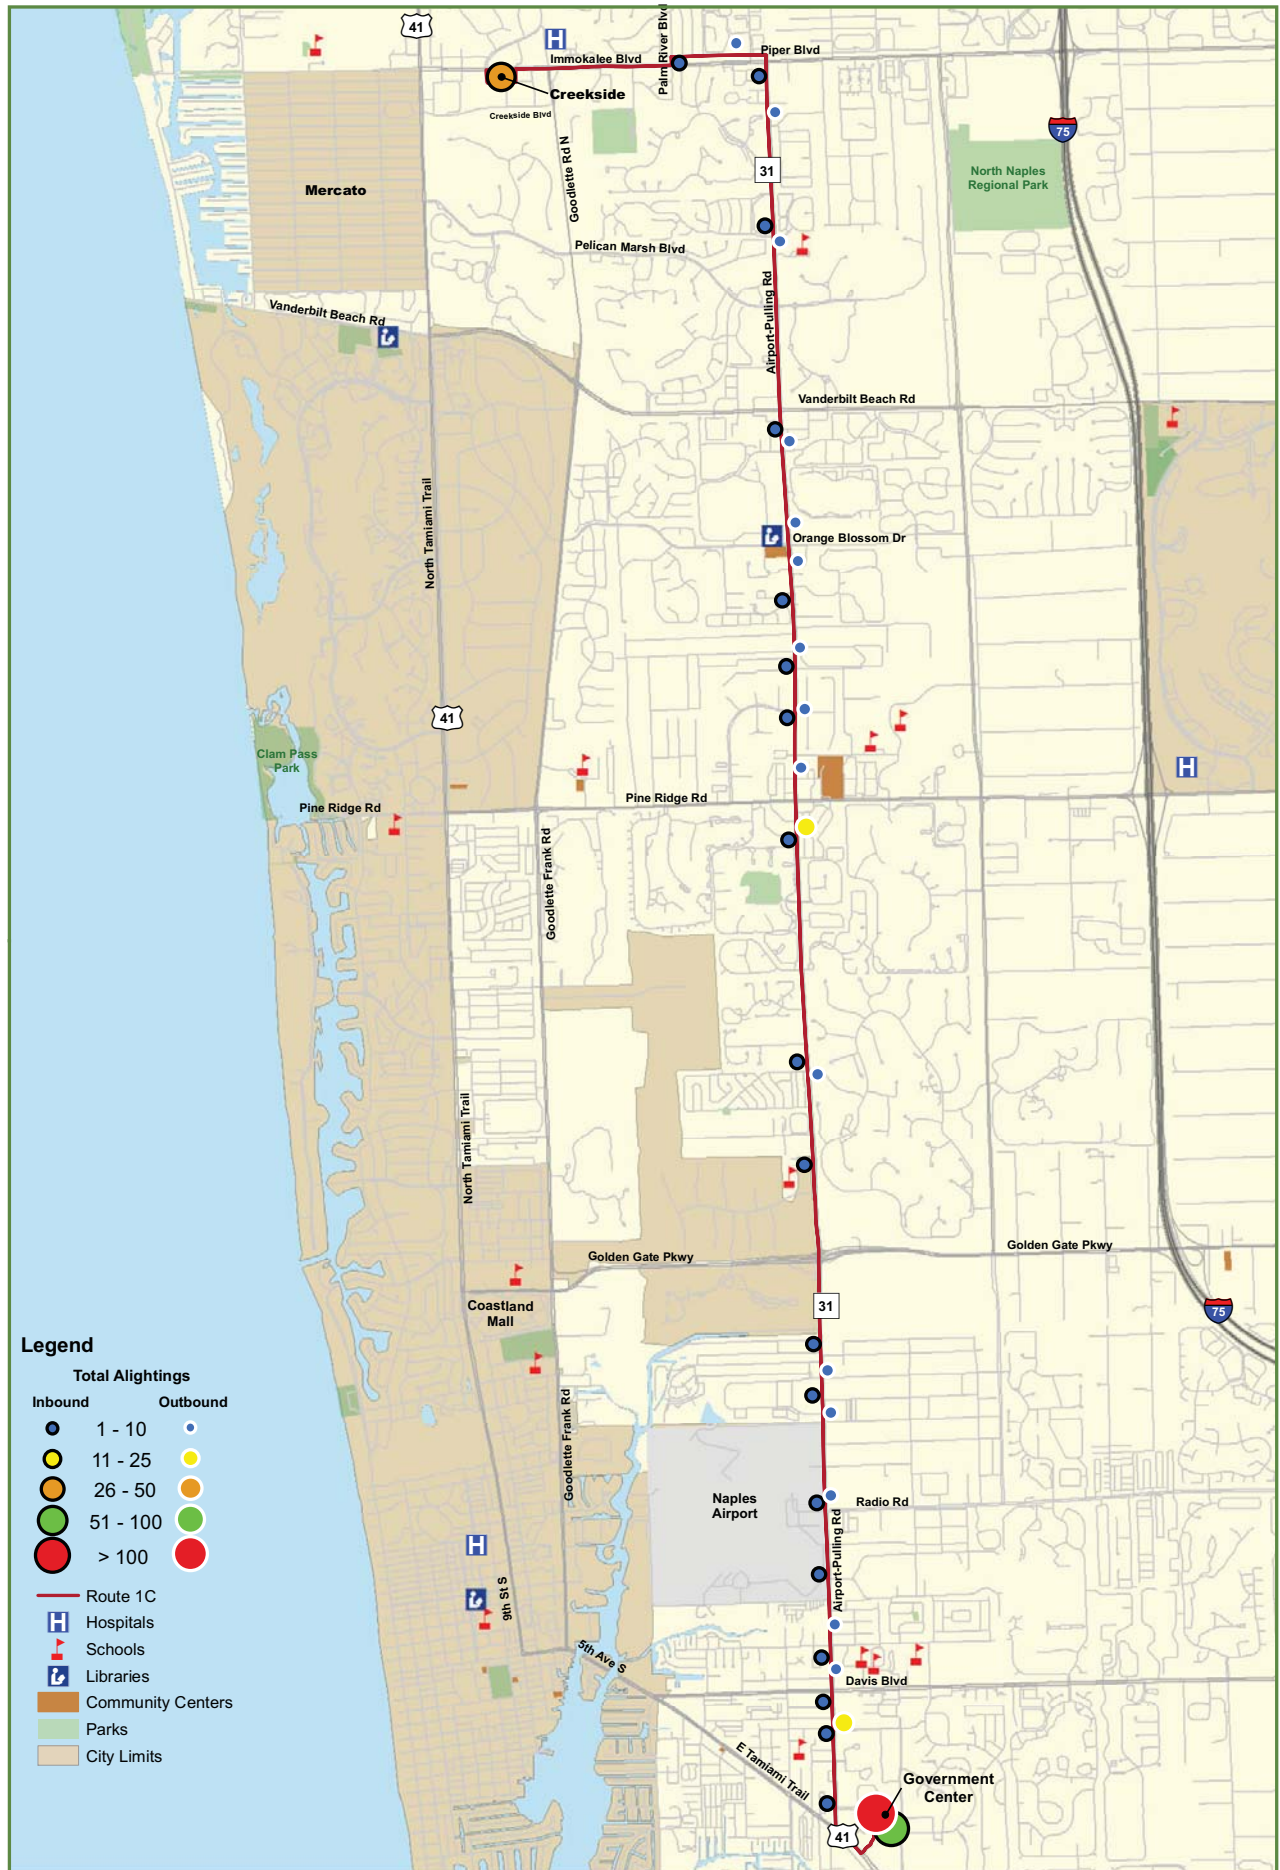 41
Palm River Blvd
Piper Blvd
Immokalee Blvd
Creekside
Creekside Blvd
75
Goodlette Rd N
31
North Naples
Regional Park
Mercato
Pelican Marsh Blvd
Airport-Pulling Rd
Vanderbilt Beach Rd
Vanderbilt Beach Rd
North Tamiami Trail
Orange Blossom Dr
41
Clam Pass
Park
Pine Ridge Rd
Pine Ridge Rd
Goodlette Frank Rd
North Tamiami Trail
Golden Gate Pkwy
Golden Gate Pkwy
Coastland
Mall
31
75
Goodlette Frank Rd
Naples
Airport
Radio Rd
Airport-Pulling Rd
9th St S
5th Ave S
Davis Blvd
E Tamiami Trail
Government
Center
41
Legend
Total Alightings
Inbound Outbound
1 - 10
11 - 25
26 - 50
51 - 100
> 100
Route 1C
Hospitals
Schools
Libraries
Community Centers
Parks
City Limits
H
H
H
H